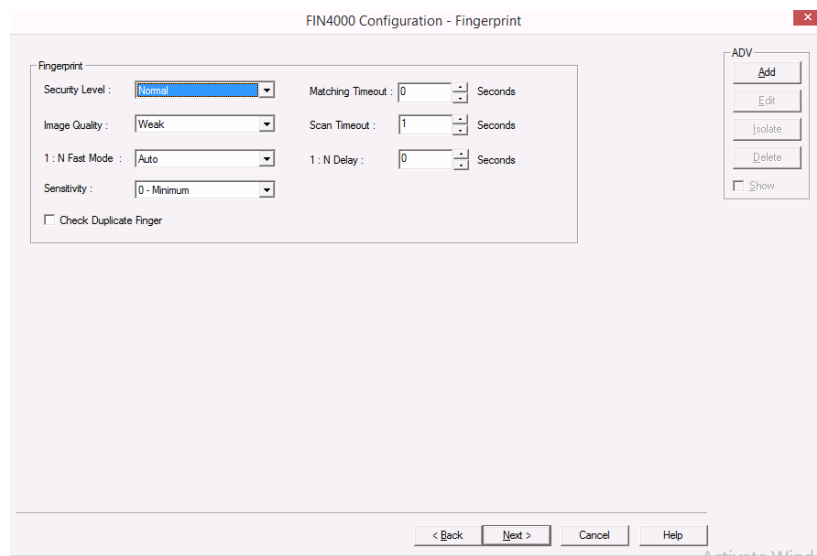 FIN4000 Configuration - Fingerprint
Fingerprint
Security Level : Normal Matching Timeout : 0 Seconds
Image Quality : Weak Scan Timeout : 1 Seconds
1 : N Fast Mode : Auto 1 : N Delay : 0 Seconds
Sensitivity : 0 - Minimum
Check Duplicate Finger
ADV
Add
Edit
Isolate
Delete
Show
< Back Next > Cancel Help
Activate